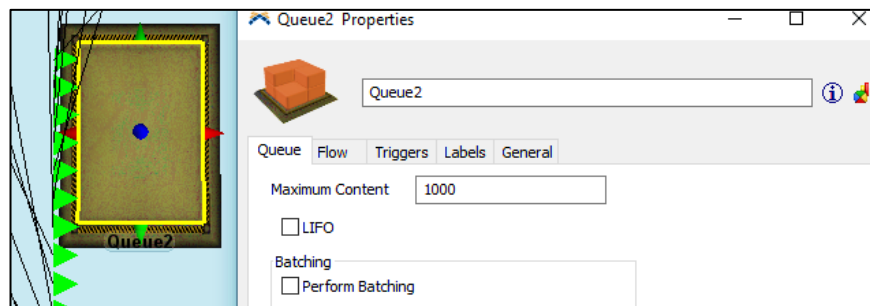 Queue2 Properties
Queue2
Queue Flow Triggers Labels General
Maximum Content 1000
LIFO
Batching
Perform Batching
Queue2